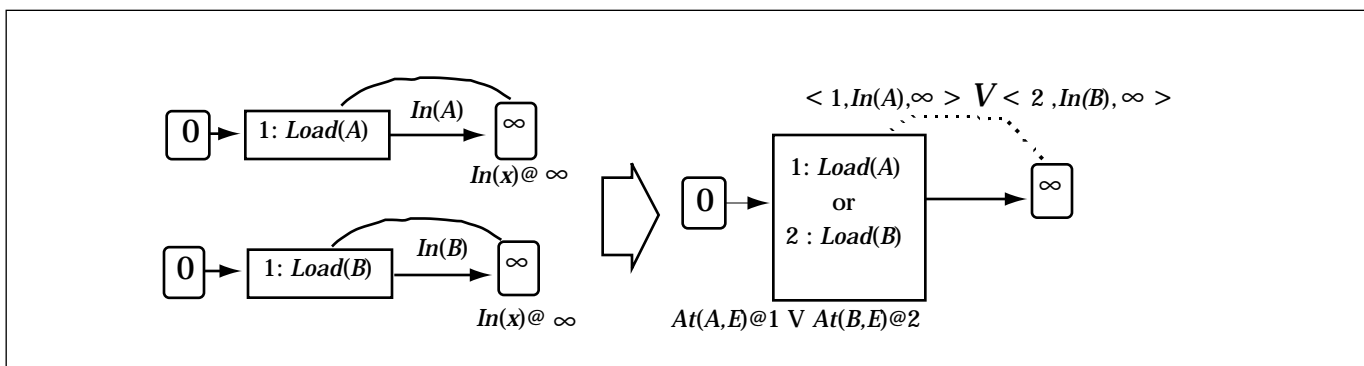 0
1: Load(A)
In(A)
∞
In(x)@ ∞
0
1: Load(B)
In(B)
∞
In(x)@ ∞
< 1,In(A),∞ > V < 2 ,In(B), ∞ >
0
1: Load(A)
or
2 : Load(B)
∞
At(A,E)@1 V At(B,E)@2